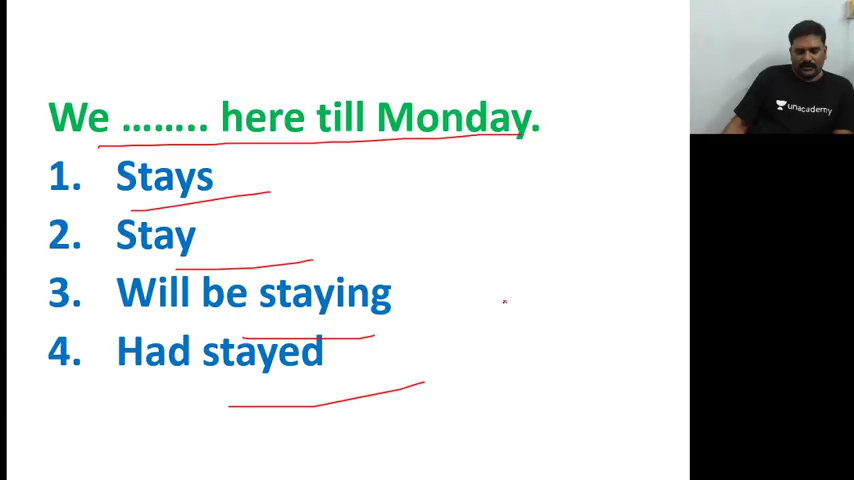 We …….. here till Monday.
1. Stays
2. Stay
3. Will be staying
4. Had stayed
unacademy